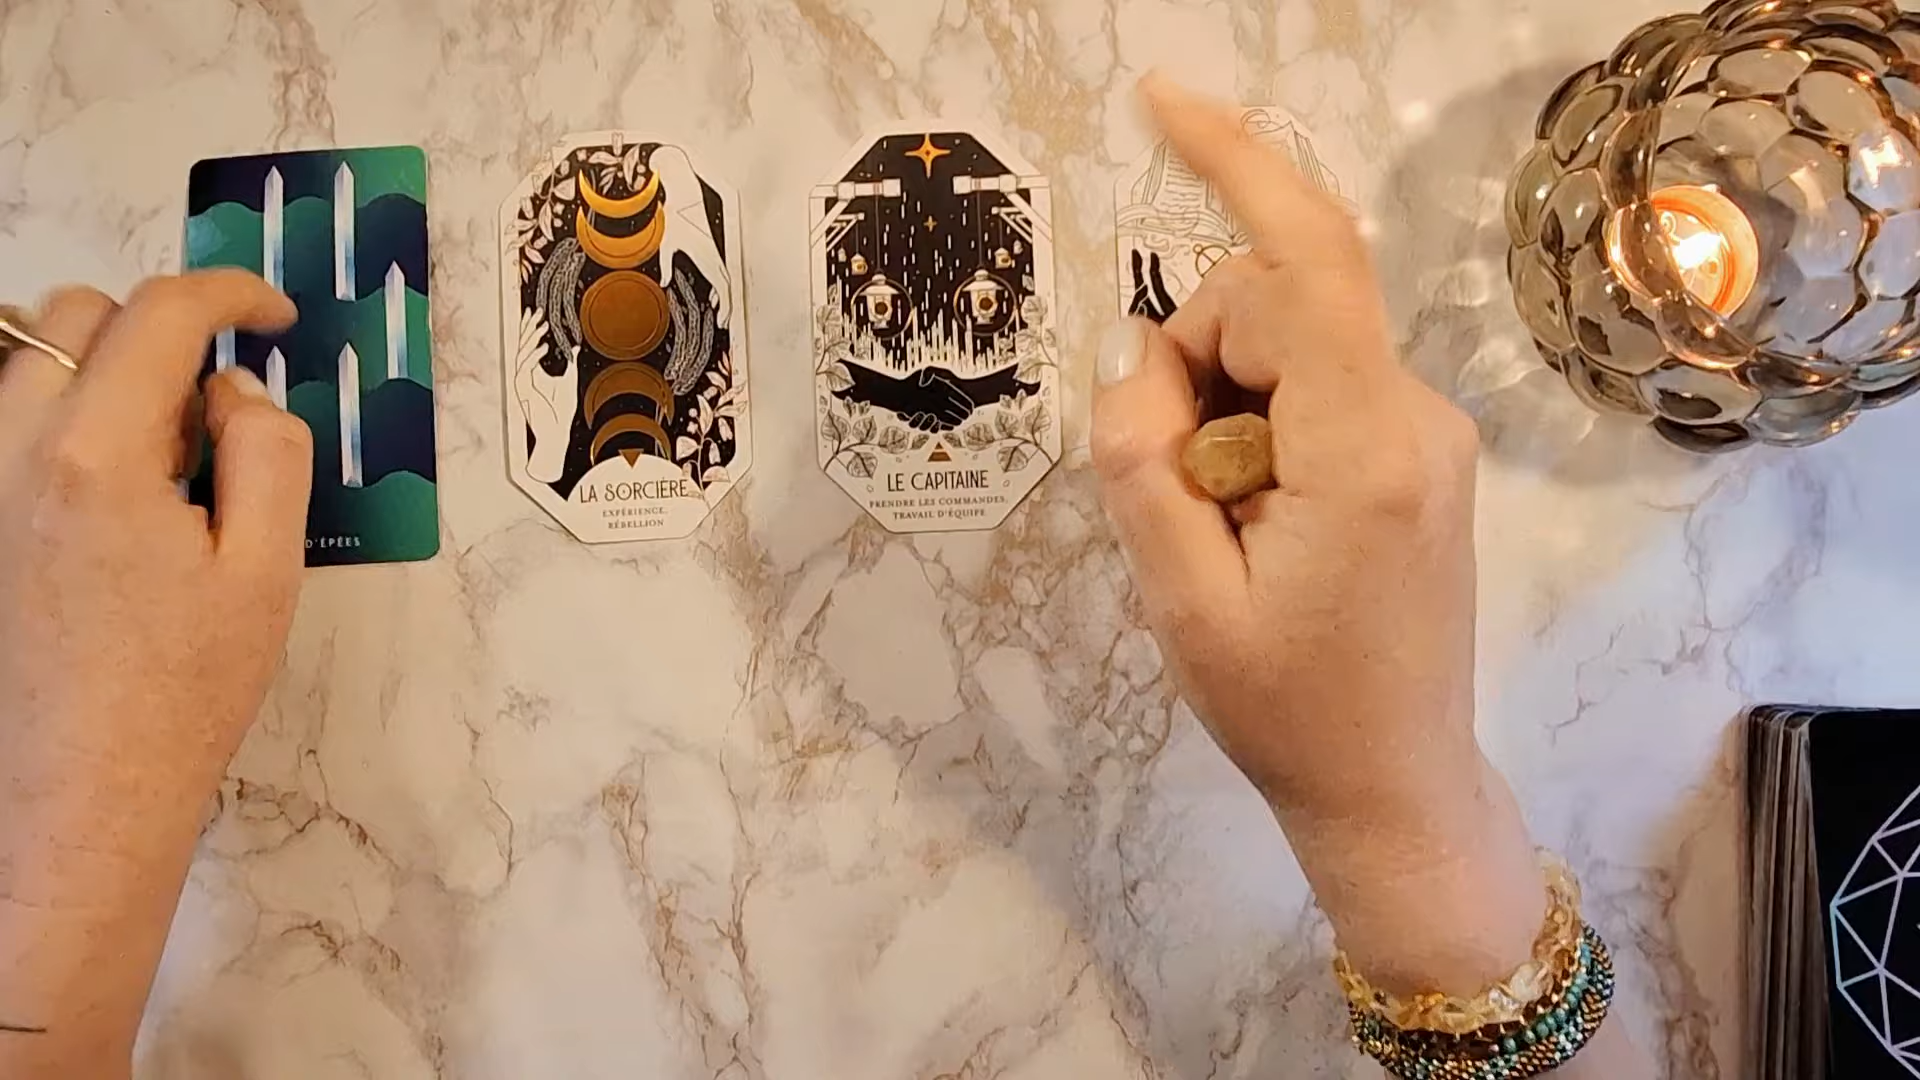 D'ÉPÉES
LA SORCIÈRE
EXPÉRIENCE,
RÉBELLION
LE CAPITAINE
PRENDRE LES COMMANDES,
TRAVAIL D'ÉQUIPE